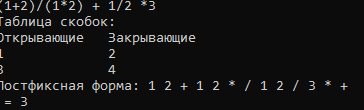 (1+2)/(1*2) + 1/2 *3
Таблица скобок:
Открывающие Закрывающие
1 2
3 4
Постфиксная форма: 1 2 + 1 2 * / 1 2 / 3 * +
= 3